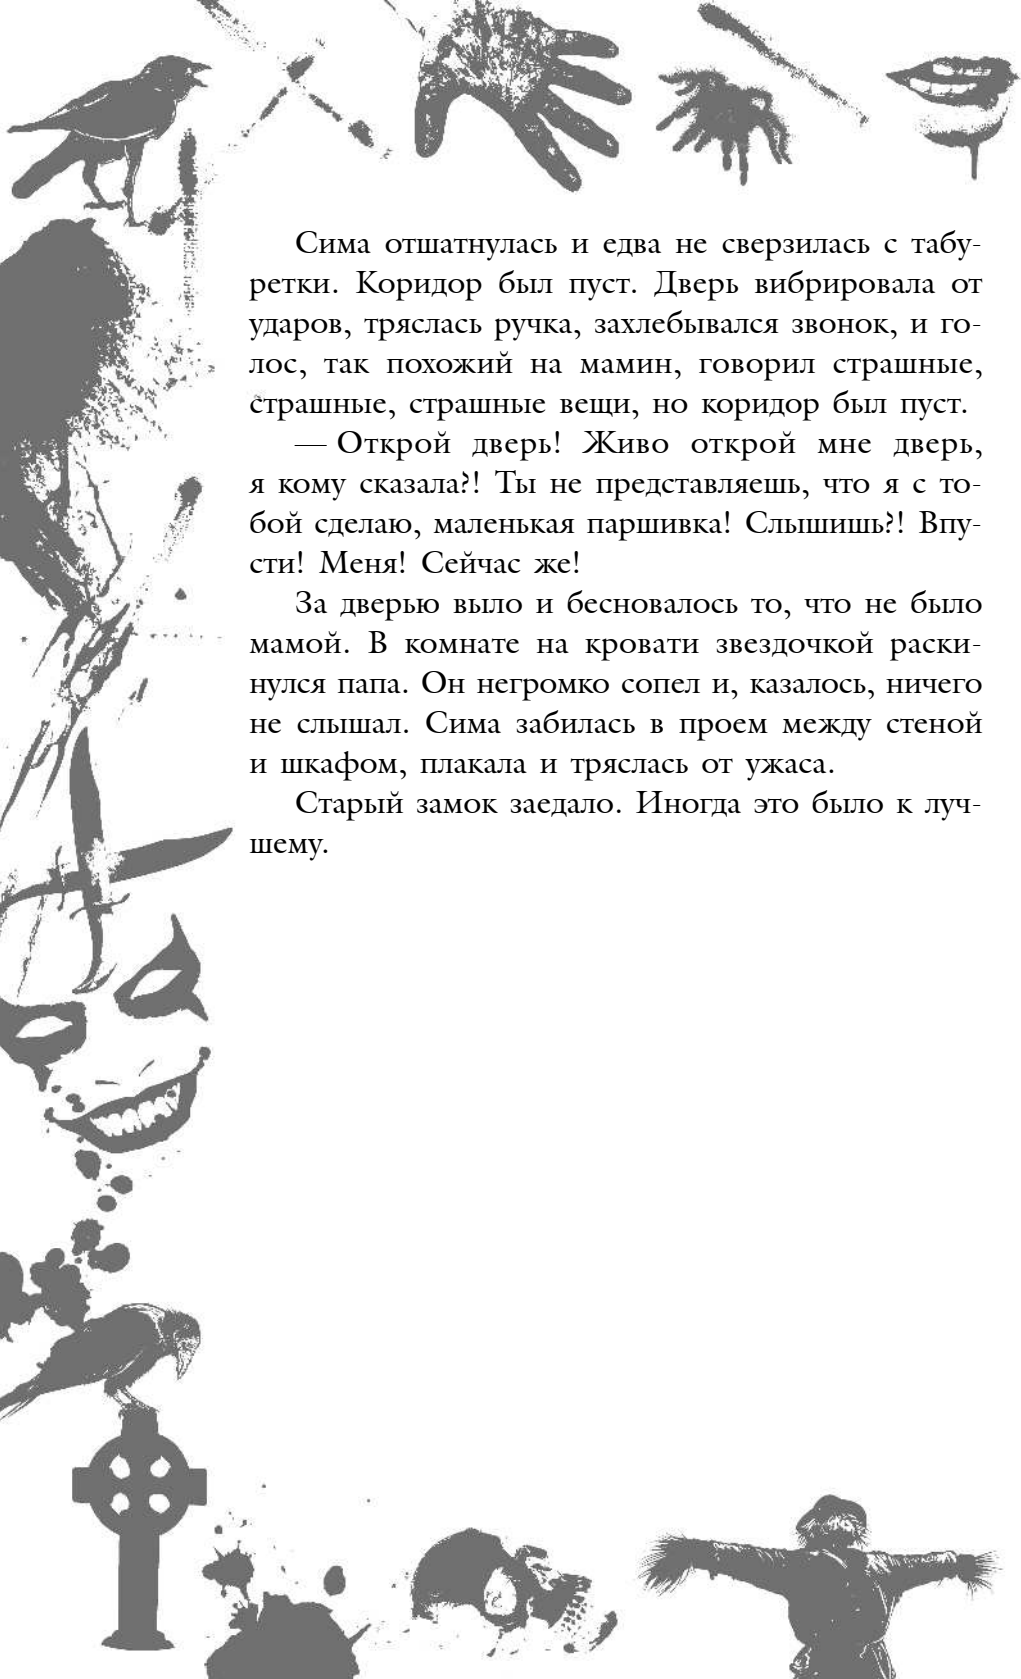 Сима отшатнулась и едва не сверзилась с табу-
ретки. Коридор был пуст. Дверь вибрировала от
ударов, тряслась ручка, захлебывался звонок, и го-
лос, так похожий на мамин, говорил страшные,
страшные, страшные вещи, но коридор был пуст.
— Открой дверь! Живо открой мне дверь,
я кому сказала?! Ты не представляешь, что я с то-
бой сделаю, маленькая паршивка! Слышишь?! Впу-
сти! Меня! Сейчас же!
За дверью выло и бесновалось то, что не было
мамой. В комнате на кровати звездочкой раски-
нулся папа. Он негромко сопел и, казалось, ничего
не слышал. Сима забилась в проем между стеной
и шкафом, плакала и тряслась от ужаса.
Старый замок заедало. Иногда это было к луч-
шему.